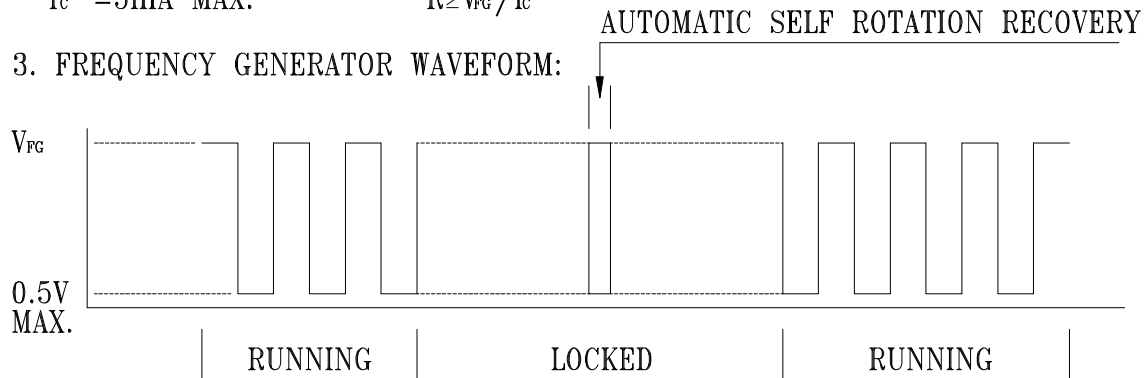 AUTOMATIC SELF ROTATION RECOVERY
3. FREQUENCY GENERATOR WAVEFORM:
VFG
0.5V
MAX.
RUNNING LOCKED RUNNING